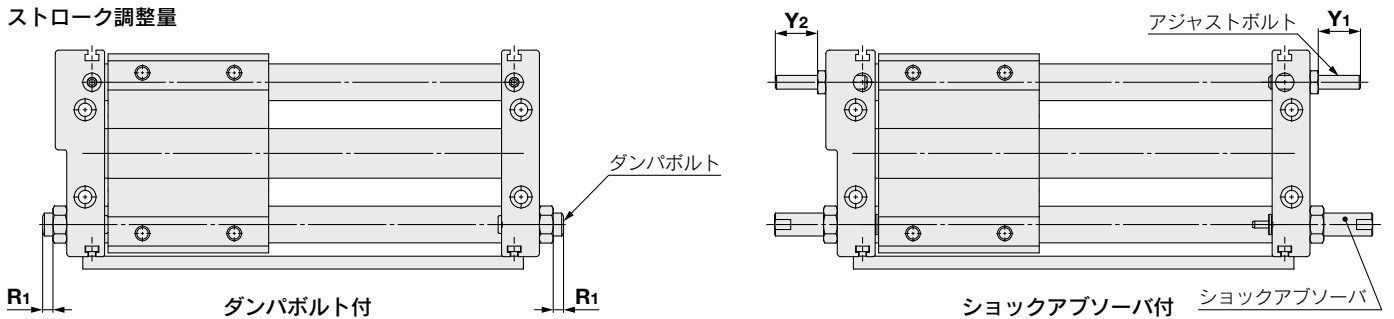 ストローク調整量
Y2
アジャストボルト
Y1
ダンパボルト
R1
ダンパボルト付
R1
ショックアブソーバ付
ショックアブソーバ